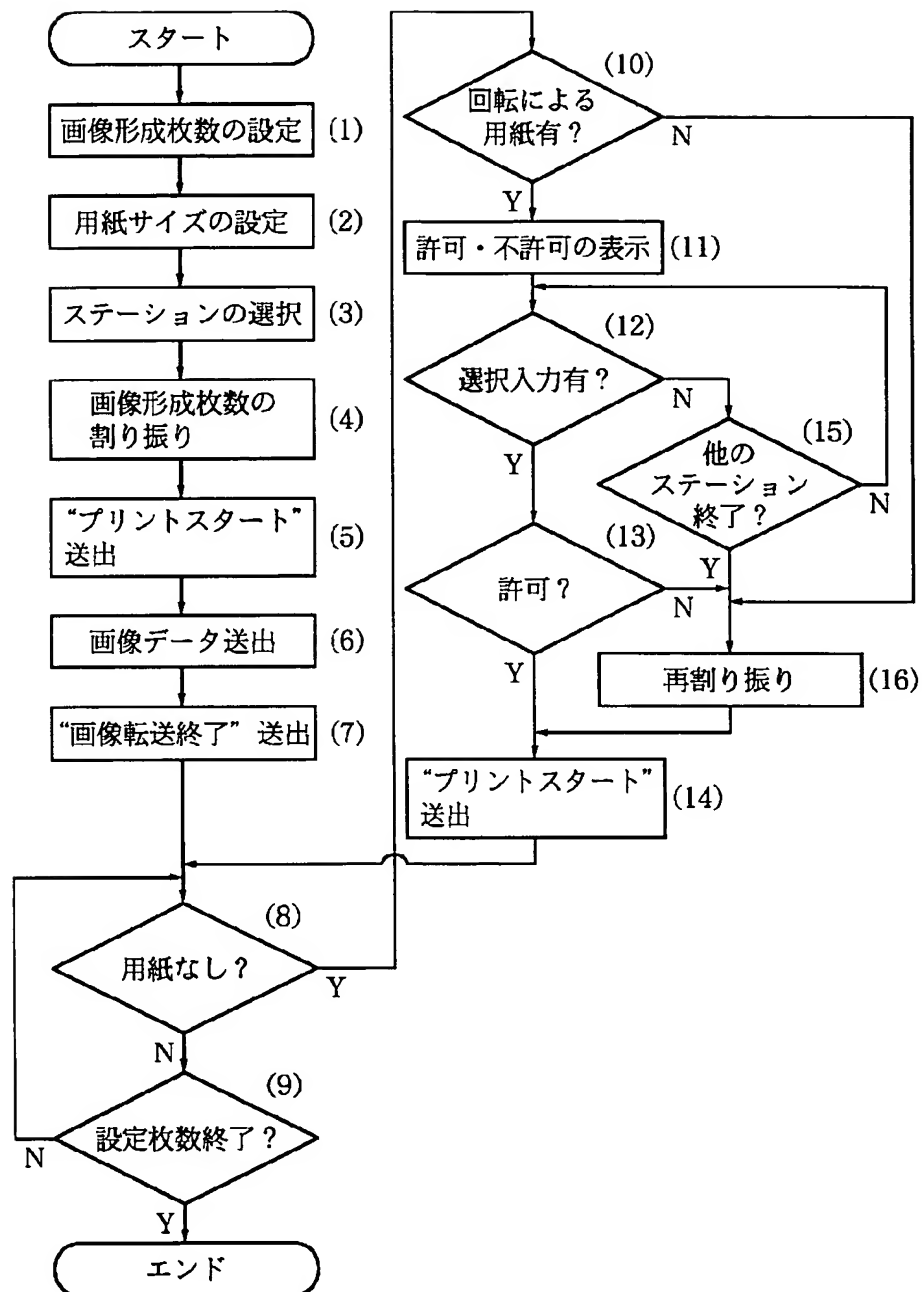 スタート
画像形成枚数の設定
(1)
用紙サイズの設定
(2)
ステーションの選択
(3)
画像形成枚数の
割り振り
(4)
“プリントスタート”
送出
(5)
画像データ送出
(6)
“画像転送終了” 送出
(7)
(8)
用紙なし?
Y
N
(9)
設定枚数終了?
N
Y
エンド
(10)
回転による
用紙有?
N
Y
許可・不許可の表示
(11)
(12)
選択入力有?
N
Y
(15)
他の
ステーション
終了?
N
Y
(13)
許可?
N
Y
再割り振り
(16)
“プリントスタート”
送出
(14)